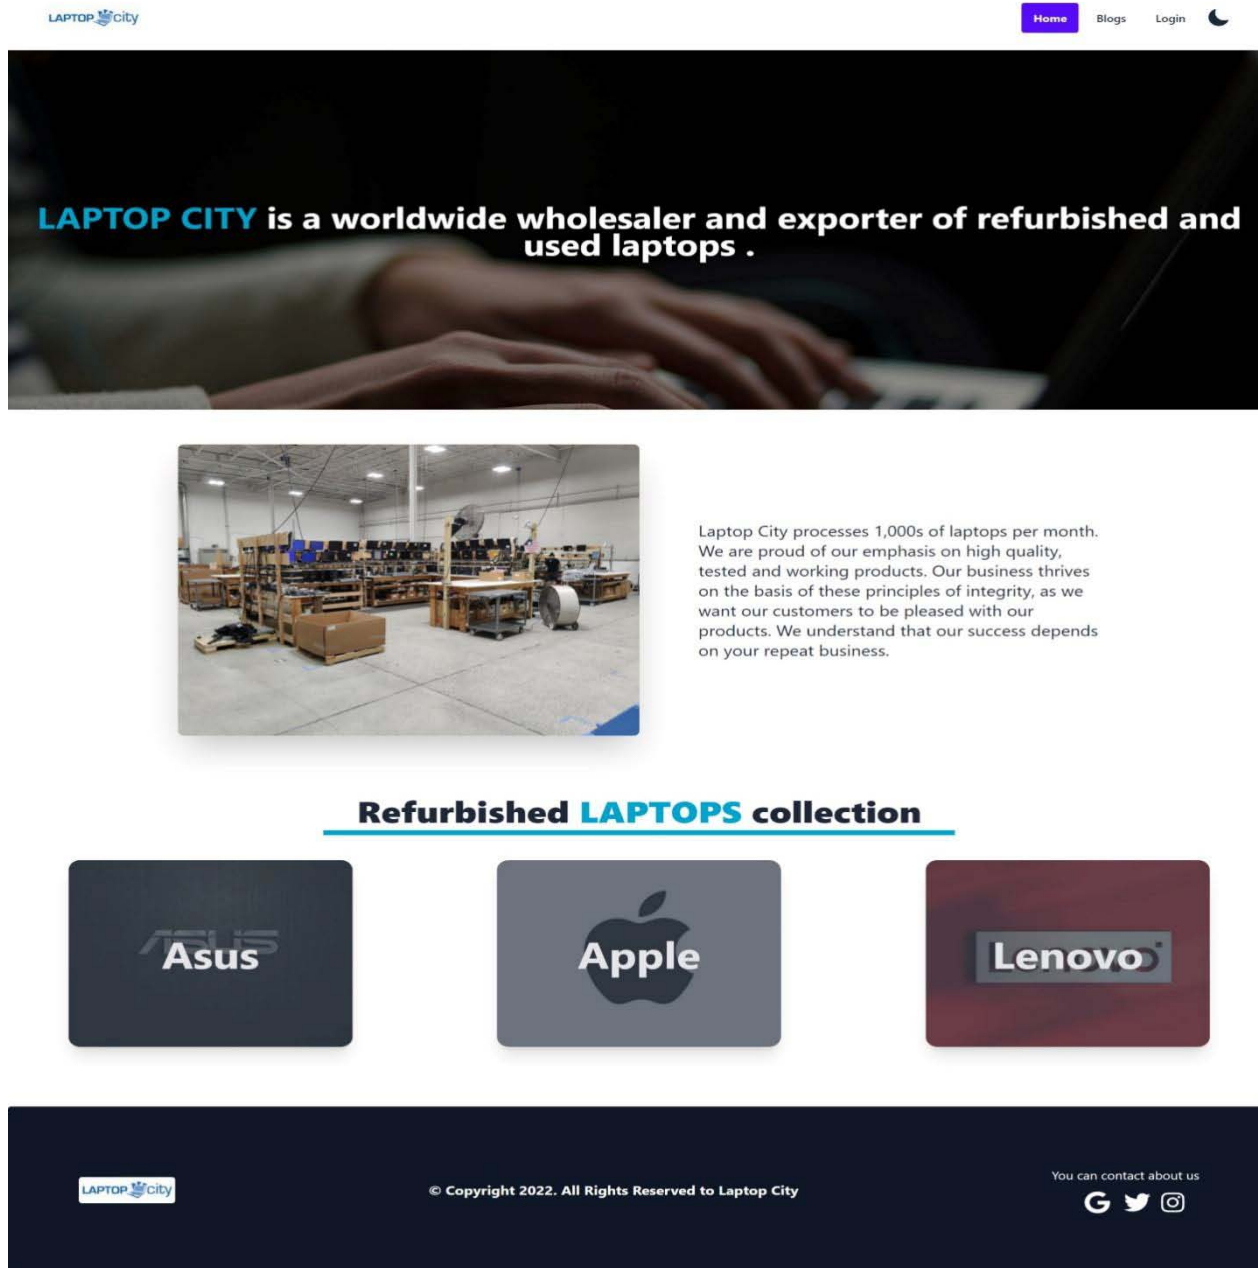 LAPTOP city
Home Blogs Login
LAPTOP CITY is a worldwide wholesaler and exporter of refurbished and
used laptops .
Laptop City processes 1,000s of laptops per month.
We are proud of our emphasis on high quality,
tested and working products. Our business thrives
on the basis of these principles of integrity, as we
want our customers to be pleased with our
products. We understand that our success depends
on your repeat business.
Refurbished LAPTOPS collection
ASUS
Asus
Apple
Lenovo
Lenovo
LAPTOP city
© Copyright 2022. All Rights Reserved to Laptop City
You can contact about us